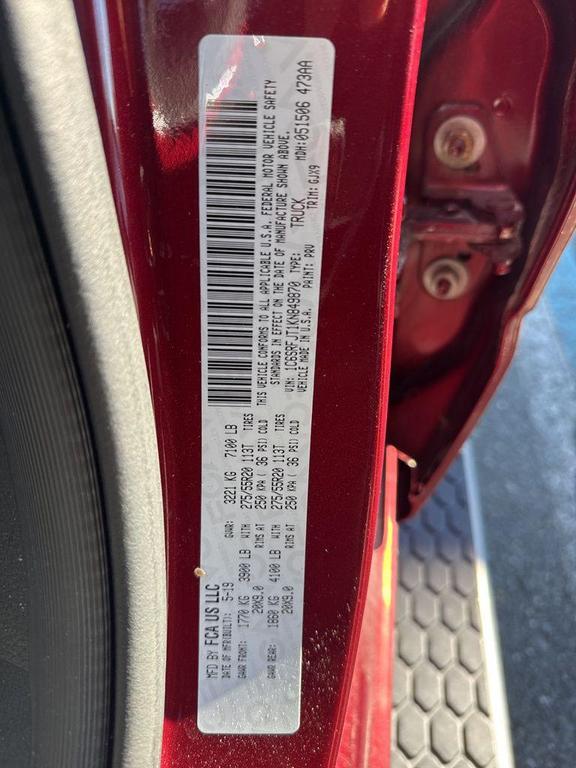 MFD BY FCA US LLC
DATE OF MFR(BUILT): 5-19 GVWR: 3221 KG 7100 LB
GAWR FRONT: 1770 KG 3900 LB WITH 275/55R20 113T TIRES
20X9.0 RIMS AT 250 KPA ( 36 PSI) COLD
GAWR REAR: 1860 KG 4100 LB WITH 275/55R20 113T TIRES
20X9.0 RIMS AT 250 KPA ( 36 PSI) COLD
THIS VEHICLE CONFORMS TO ALL APPLICABLE U.S.A. FEDERAL MOTOR VEHICLE SAFETY
STANDARDS IN EFFECT ON THE DATE OF MANUFACTURE SHOWN ABOVE.
VIN: 1C6SRFJT1KN849870 TYPE: TRUCK MDH:051506 473AA
VEHICLE MADE IN U.S.A. PAINT: PRV TRIM: GJX9